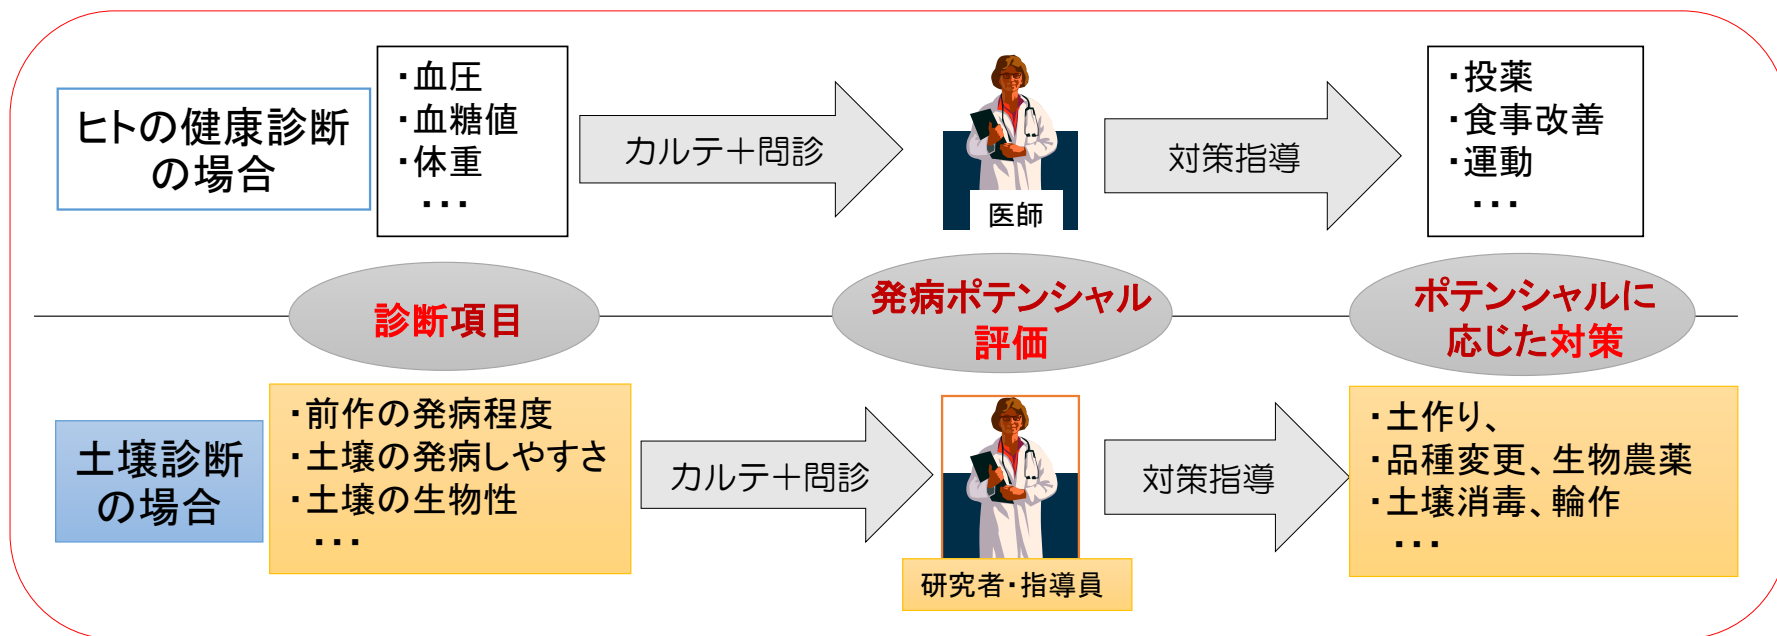 ヒトの健康診断
の場合
・血圧
・血糖値
・体重
・・・
カルテ＋問診
医師
対策指導
・投薬
・食事改善
・運動
・・・
診断項目
発病ポテンシャル
評価
ポテンシャルに
応じた対策
土壌診断
の場合
・前作の発病程度
・土壌の発病しやすさ
・土壌の生物性
・・・
カルテ＋問診
研究者・指導員
対策指導
・土作り、
・品種変更、生物農薬
・土壌消毒、輪作
・・・